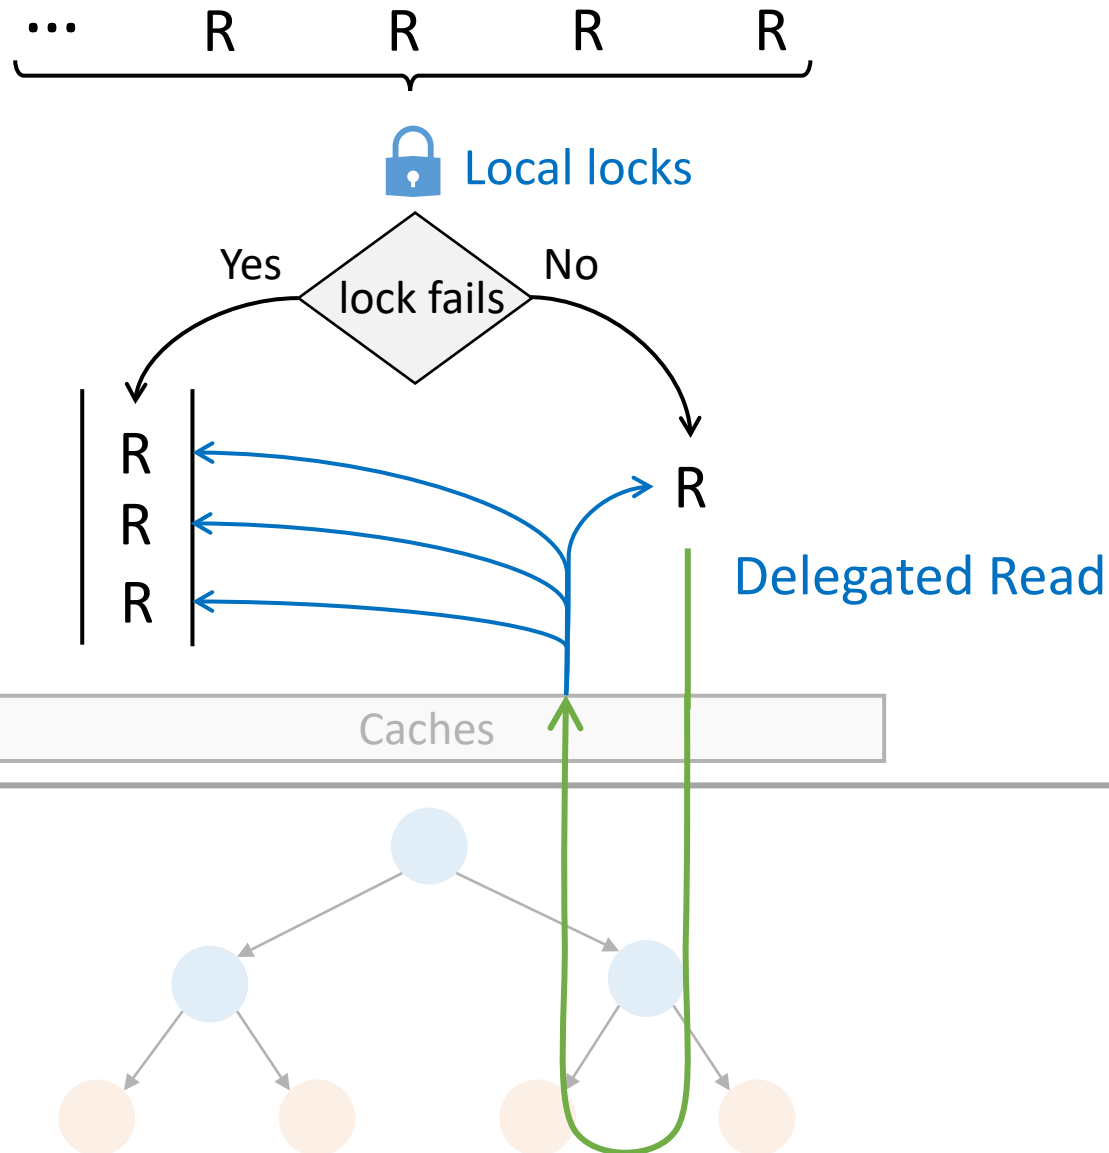 ... R R R R
Local locks
Yes No
lock fails
R
R
R
R
Delegated Read
Caches